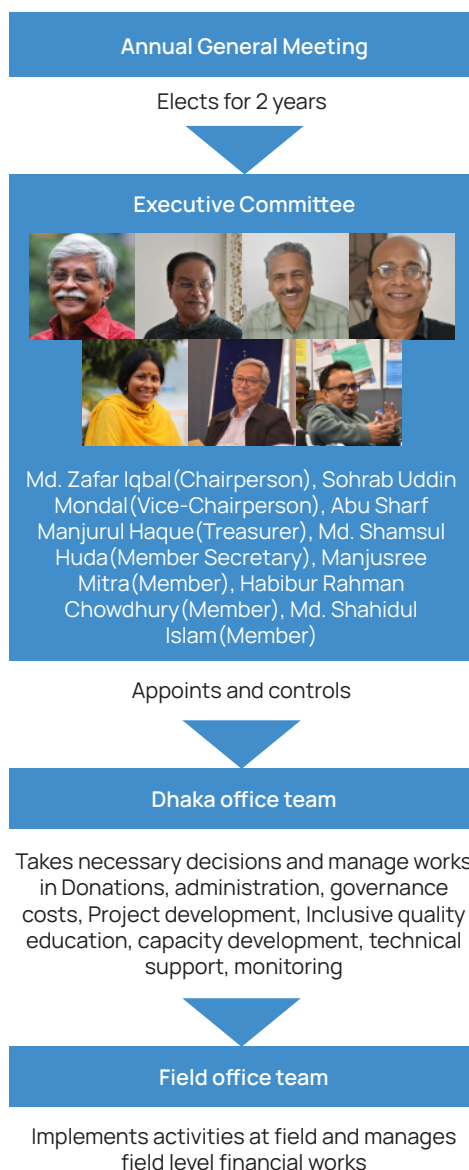 Annual General Meeting
Elects for 2 years
Executive Committee
Md. Zafar Iqbal(Chairperson), Sohrab Uddin
Mondal(Vice-Chairperson), Abu Sharf
Manjurul Haque(Treasurer), Md. Shamsul
Huda(Member Secretary), Manjusree
Mitra(Member), Habibur Rahman
Chowdhury(Member), Md. Shahidul
Islam(Member)
Appoints and controls
Dhaka office team
Takes necessary decisions and manage works
in Donations, administration, governance
costs, Project development, Inclusive quality
education, capacity development, technical
support, monitoring
Field office team
Implements activities at field and manages
field level financial works